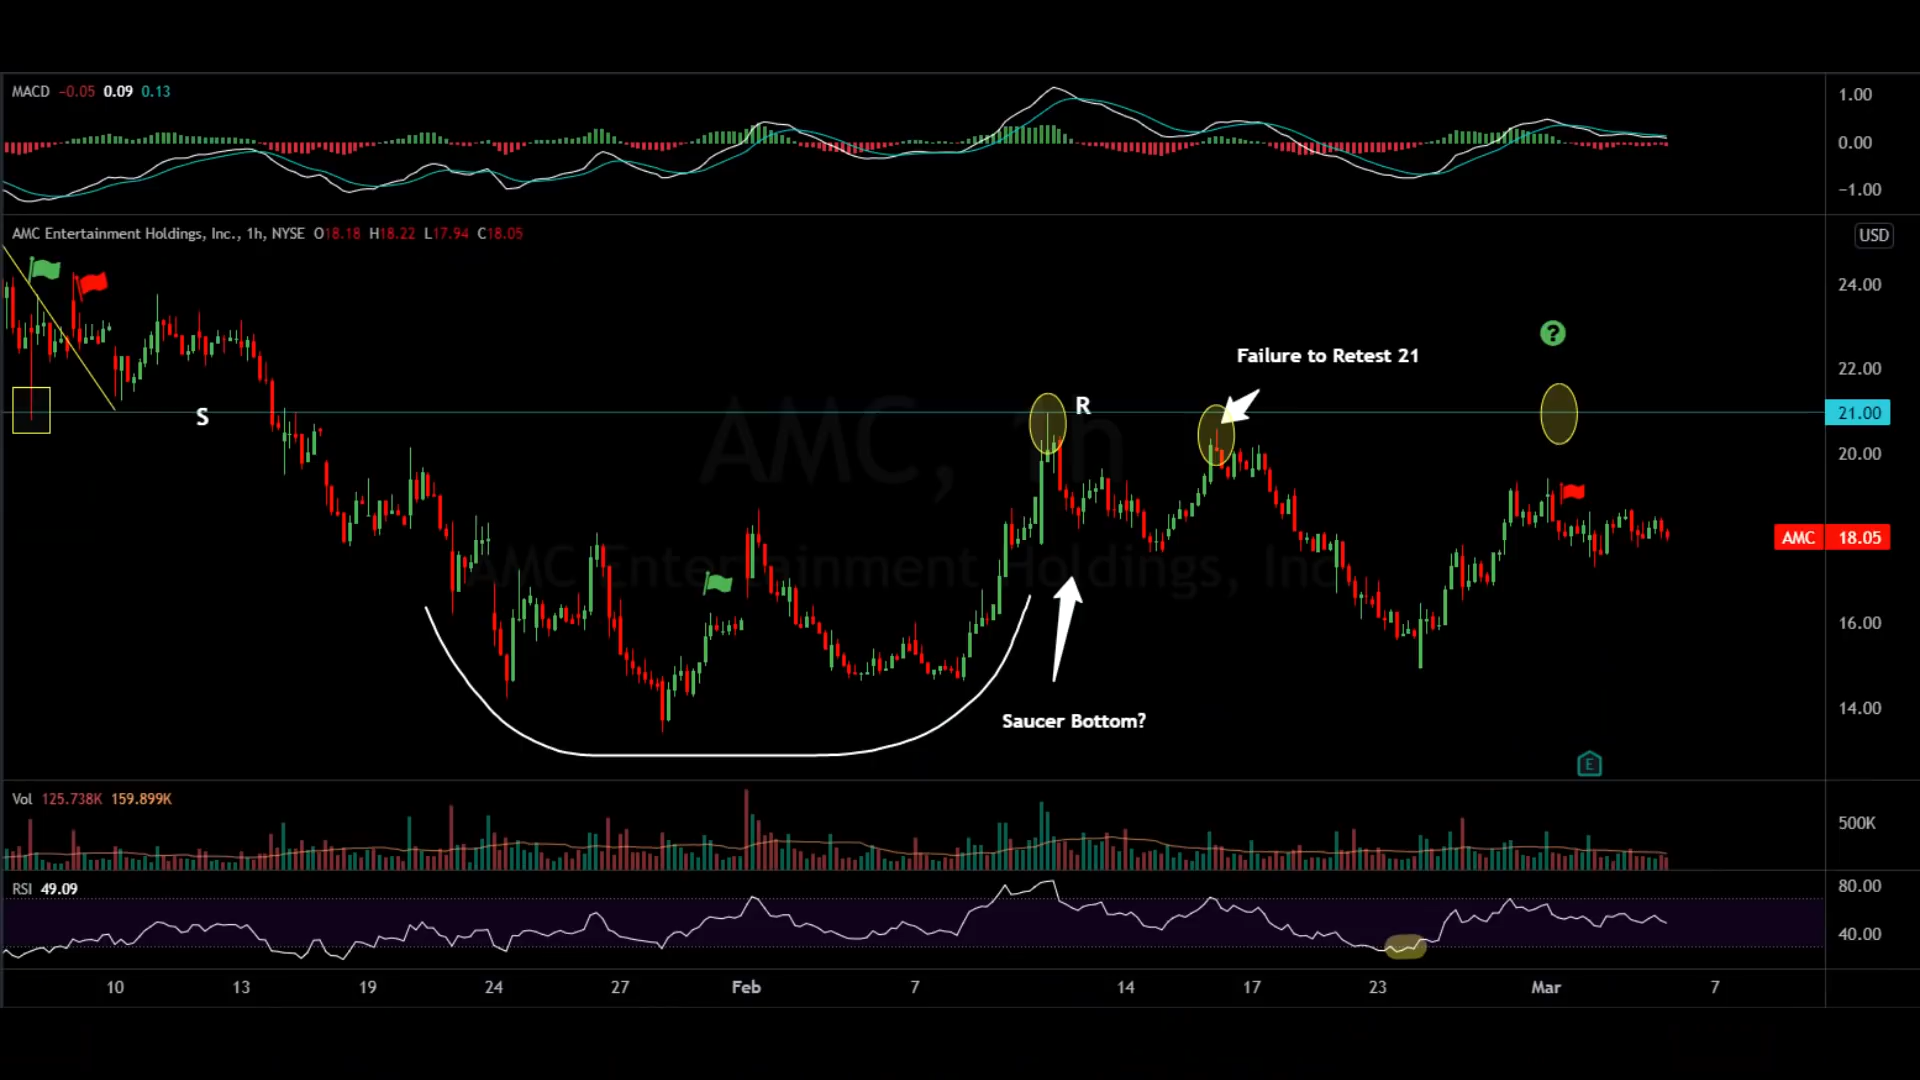 MACD −0.05 0.09 0.13
1.00
0.00
−1.00
AMC Entertainment Holdings, Inc., 1h, NYSE O18.18 H18.22 L17.94 C18.05
USD
24.00
22.00
Failure to Retest 21
?
S
R
21.00
AMC, 1h
20.00
AMC 18.05
AMC Entertainment Holdings, Inc
16.00
14.00
Saucer Bottom?
E
Vol 125.738K 159.899K
500K
RSI 49.09
80.00
40.00
10 13 19 24 27 Feb 7 14 17 23 Mar 7